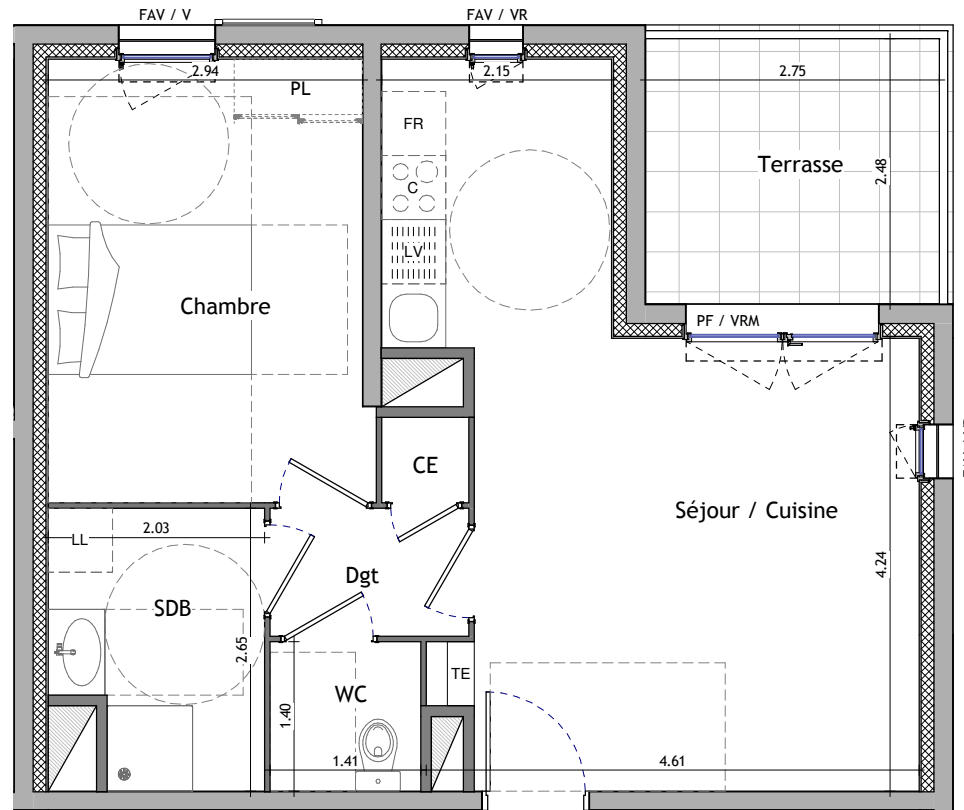 FAV / V
FAV / VR
2.94
PL
2.15
2.75
FR
C
LV
Terrasse
2.48
Chambre
PF / VRM
CE
Séjour / Cuisine
LL
2.03
Dgt
4.24
SDB
2.65
WC
TE
1.40
1.41
4.61